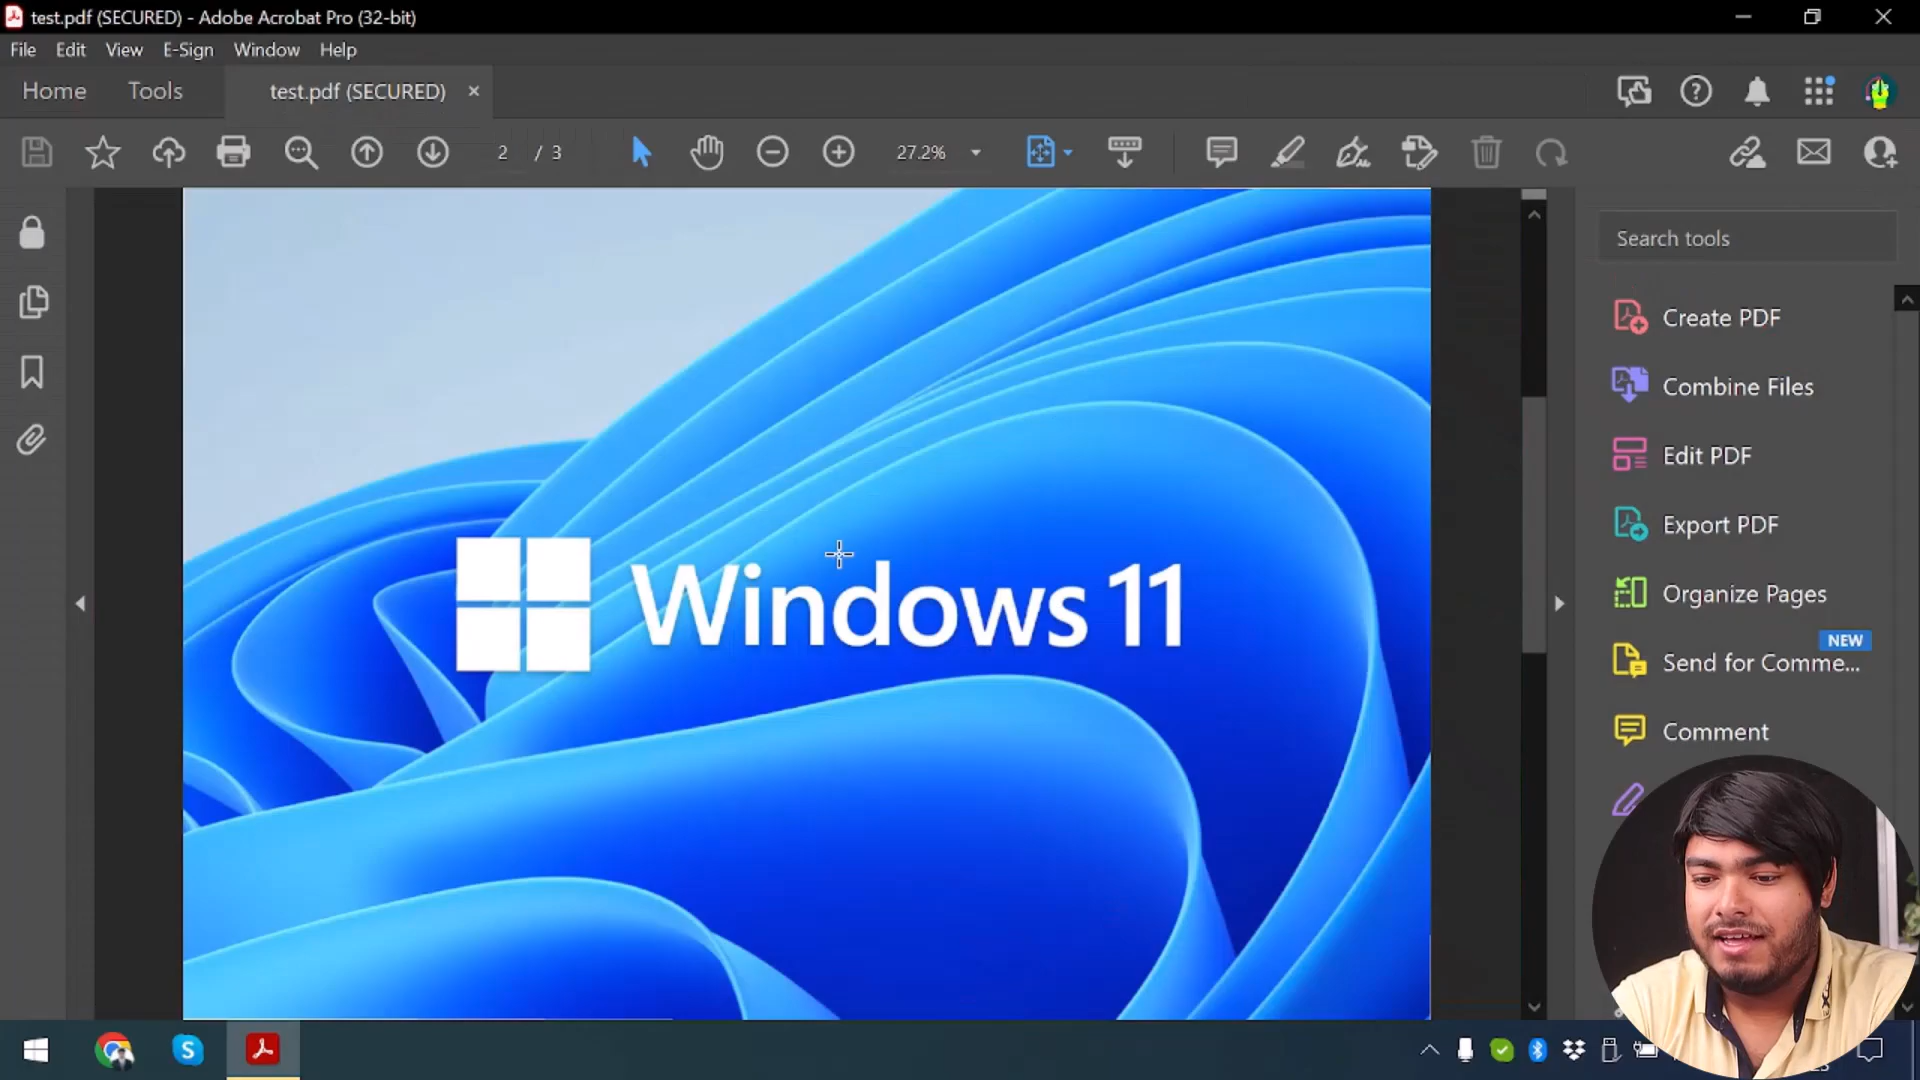 test.pdf (SECURED) - Adobe Acrobat Pro (32-bit)
File Edit View E-Sign Window Help
Home Tools test.pdf (SECURED)
2 / 3 27.2%
Search tools
Create PDF
Combine Files
Edit PDF
Export PDF
Organize Pages
NEW
Send for Comme...
Comment
Windows 11